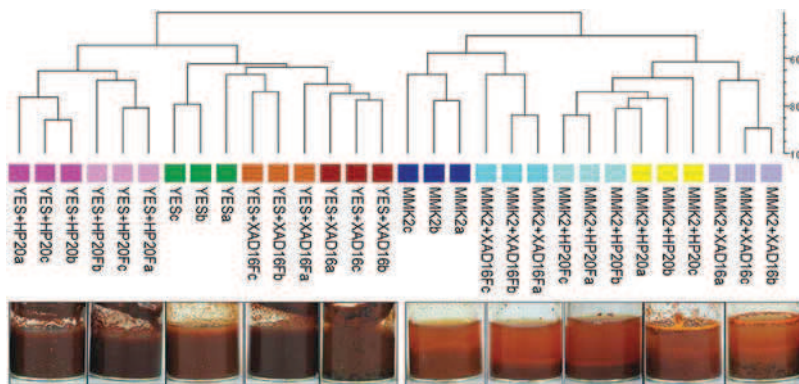 60
80
YES+HP20a
YES+HP20c
YES+HP20b
YES+HP20Fb
YES+HP20Fc
YES+HP20Fa
YESc
YESb
YESa
YES+XAD16Fc
YES+XAD16Fb
YES+XAD16Fa
YES+XAD16a
YES+XAD16c
YES+XAD16b
MMK2c
MMK2b
MMK2a
MMK2+XAD16Fc
MMK2+XAD16Fb
MMK2+XAD16Fa
MMK2+HP20Fc
MMK2+HP20Fa
MMK2+HP20Fb
MMK2+HP20a
MMK2+HP20b
MMK2+HP20c
MMK2+XAD16a
MMK2+XAD16c
MMK2+XAD16b